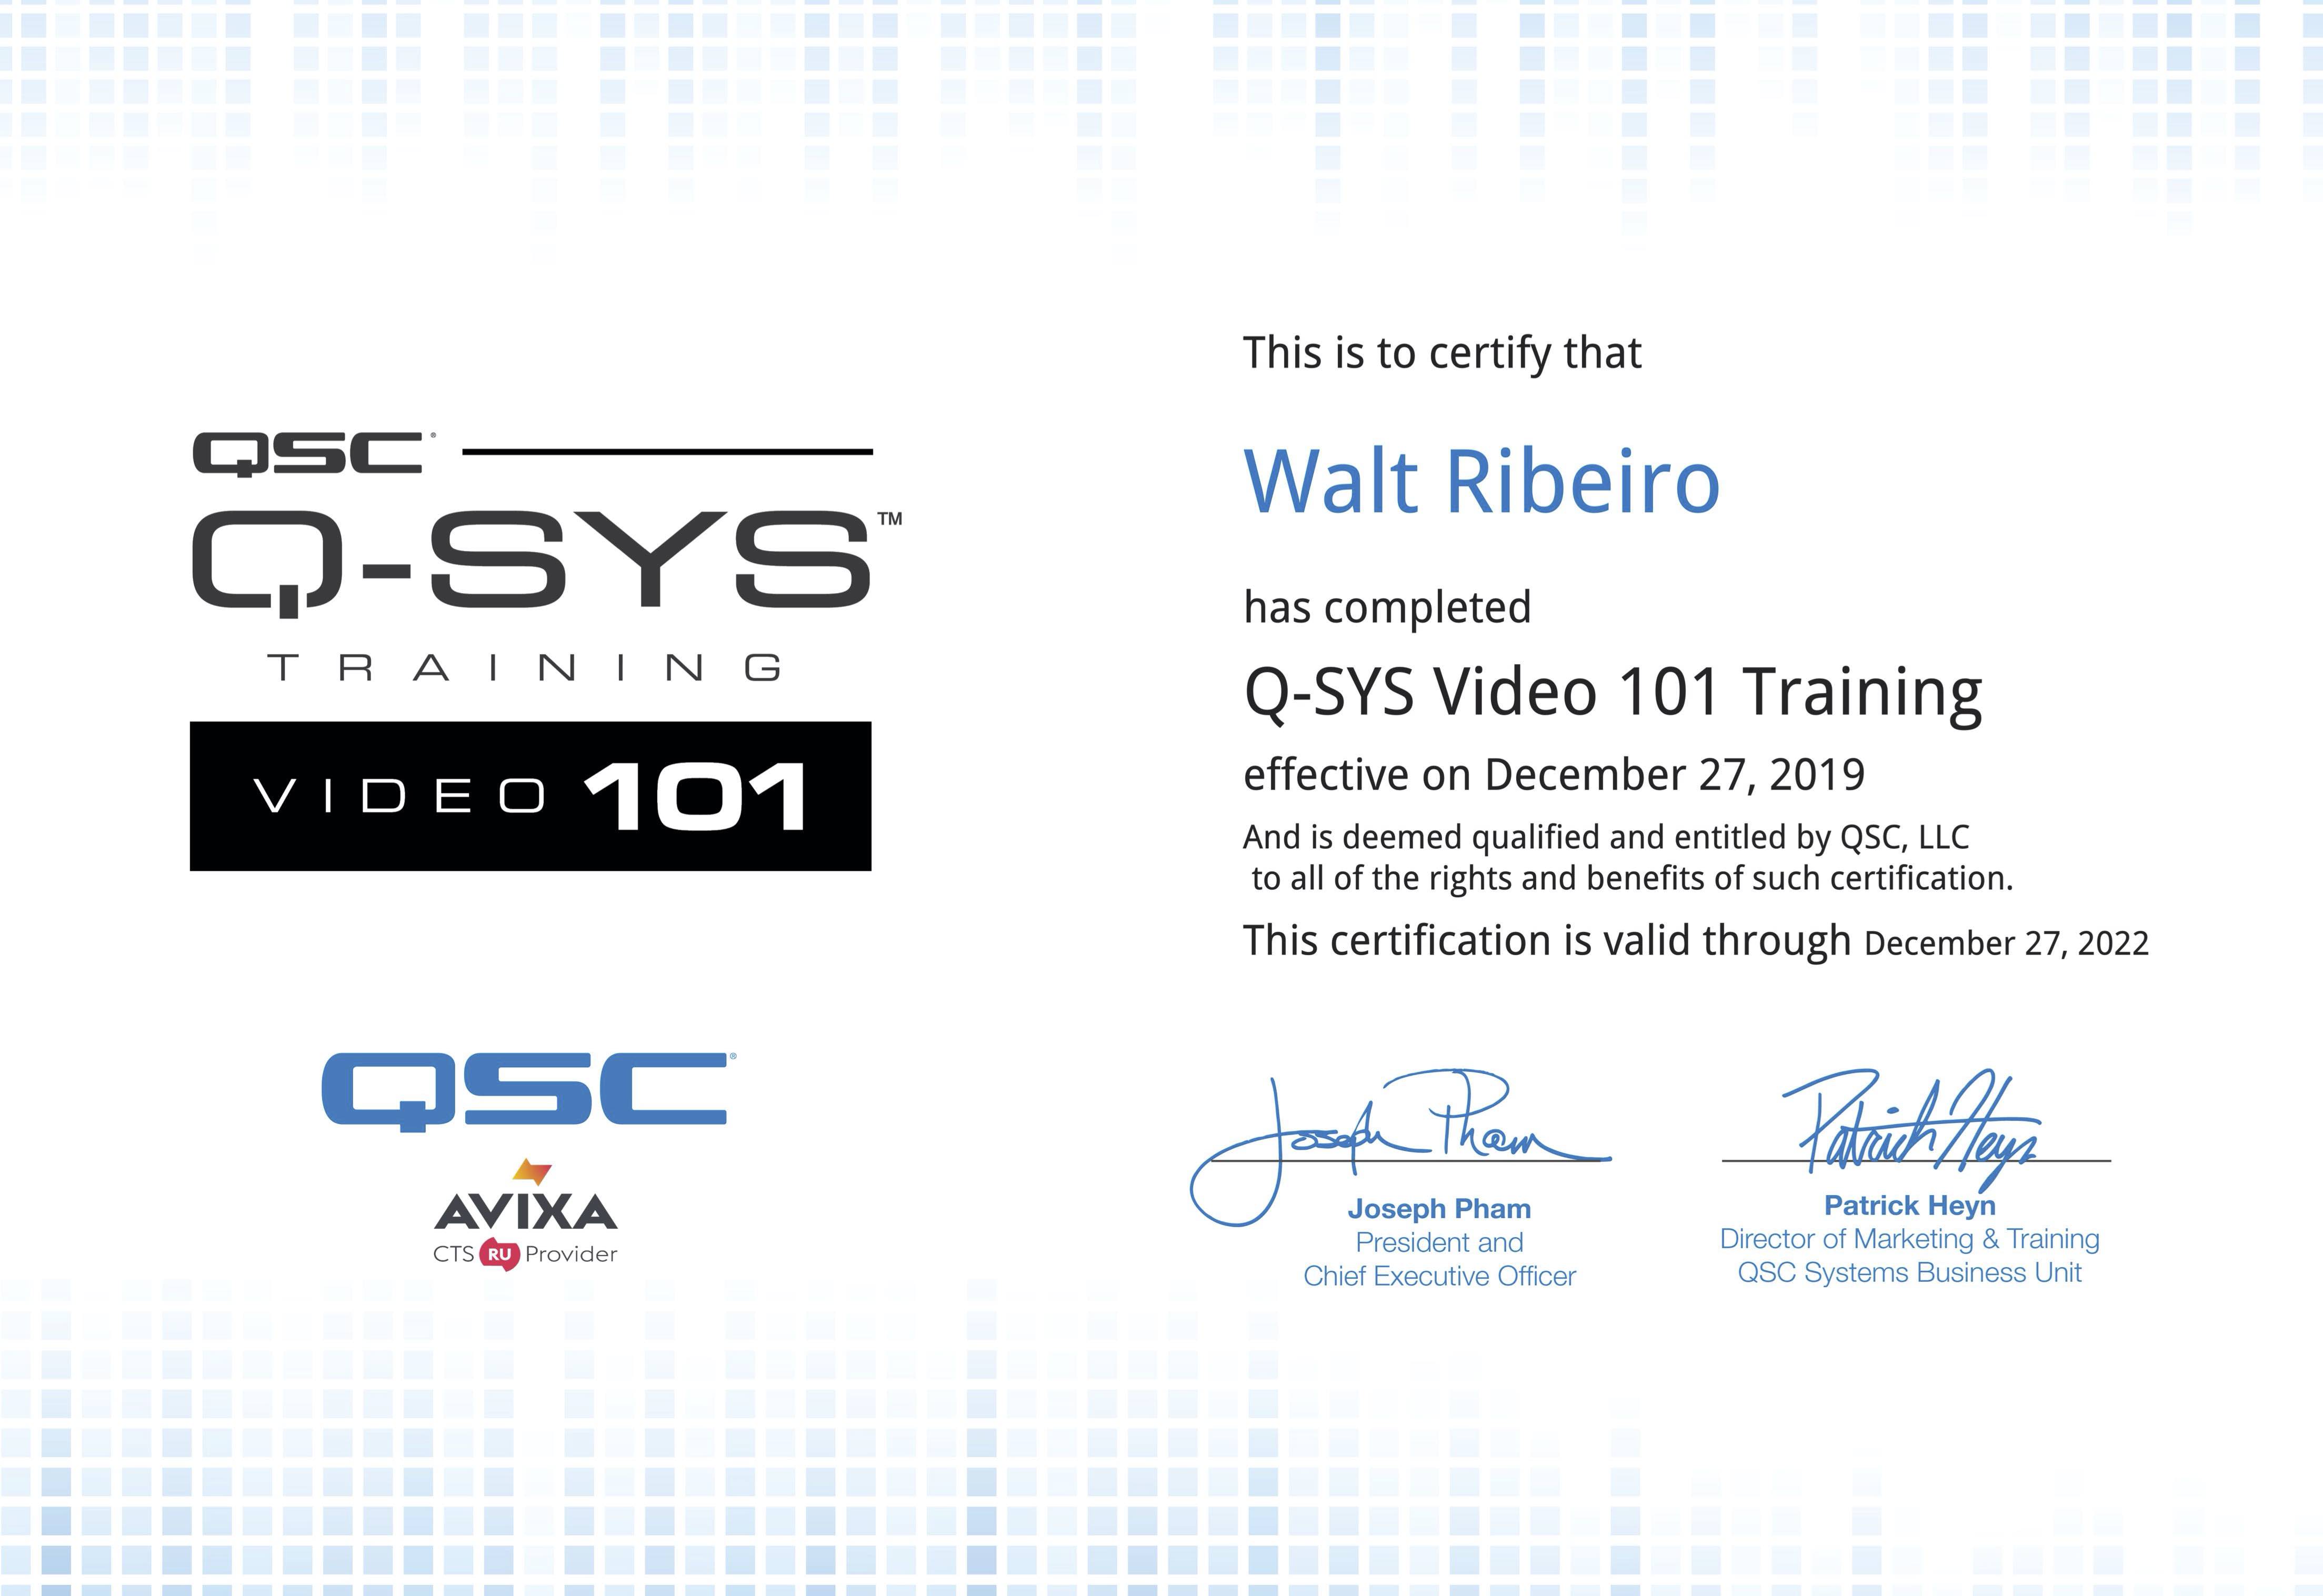 QSC®
Q-SYS™
TRAINING
VIDEO 101
QSC®
AVIXA
CTS RU Provider
This is to certify that
Walt Ribeiro
has completed
Q-SYS Video 101 Training
effective on December 27, 2019
And is deemed qualified and entitled by QSC, LLC
to all of the rights and benefits of such certification.
This certification is valid through December 27, 2022
Joseph Pham
Joseph Pham
President and
Chief Executive Officer
Patrick Heyn
Patrick Heyn
Director of Marketing & Training
QSC Systems Business Unit